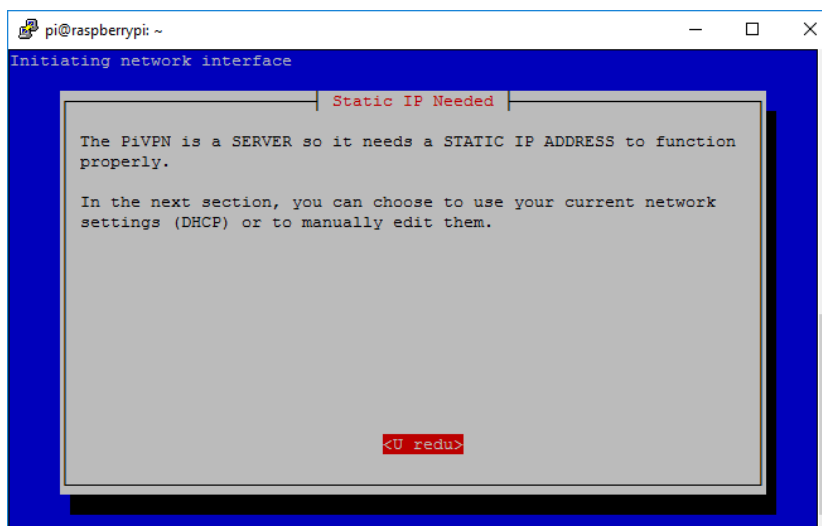 pi@raspberrypi: ~
Initiating network interface
Static IP Needed
The PiVPN is a SERVER so it needs a STATIC IP ADDRESS to function
properly.
In the next section, you can choose to use your current network
settings (DHCP) or to manually edit them.
<U redu>